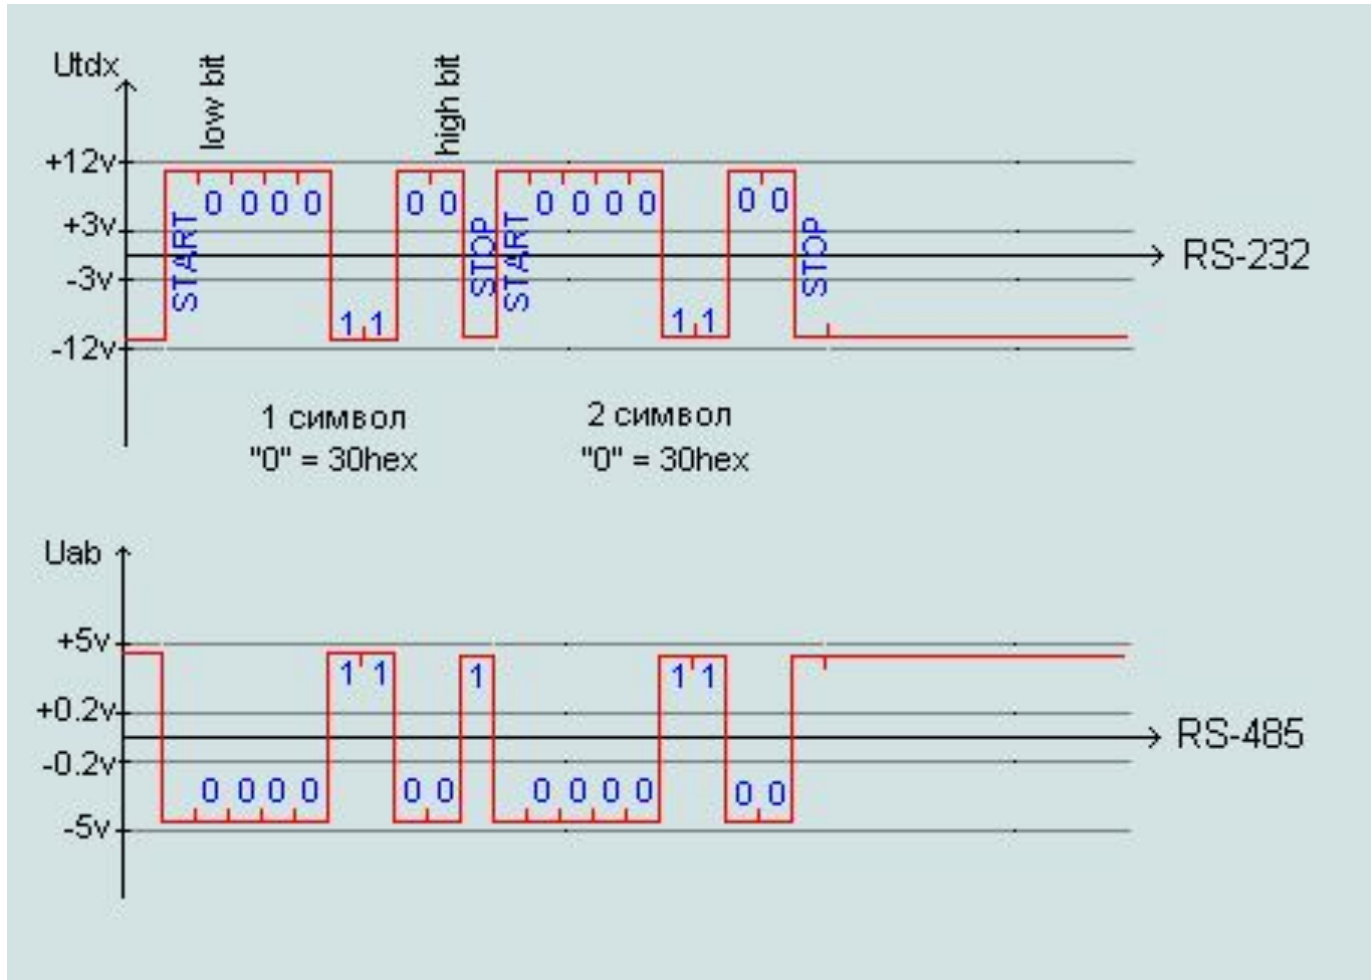 Utdx
low bit
high bit
+12v
0 0 0 0
0 0
0 0 0 0
0 0
+3v
START
STOP
START
STOP
RS-232
-3v
1 1
1 1
-12v
1 символ
"0" = 30hex
2 символ
"0" = 30hex
Uab
+5v
1 1
1
1 1
+0.2v
RS-485
-0.2v
0 0 0 0
0 0
0 0 0 0
0 0
-5v